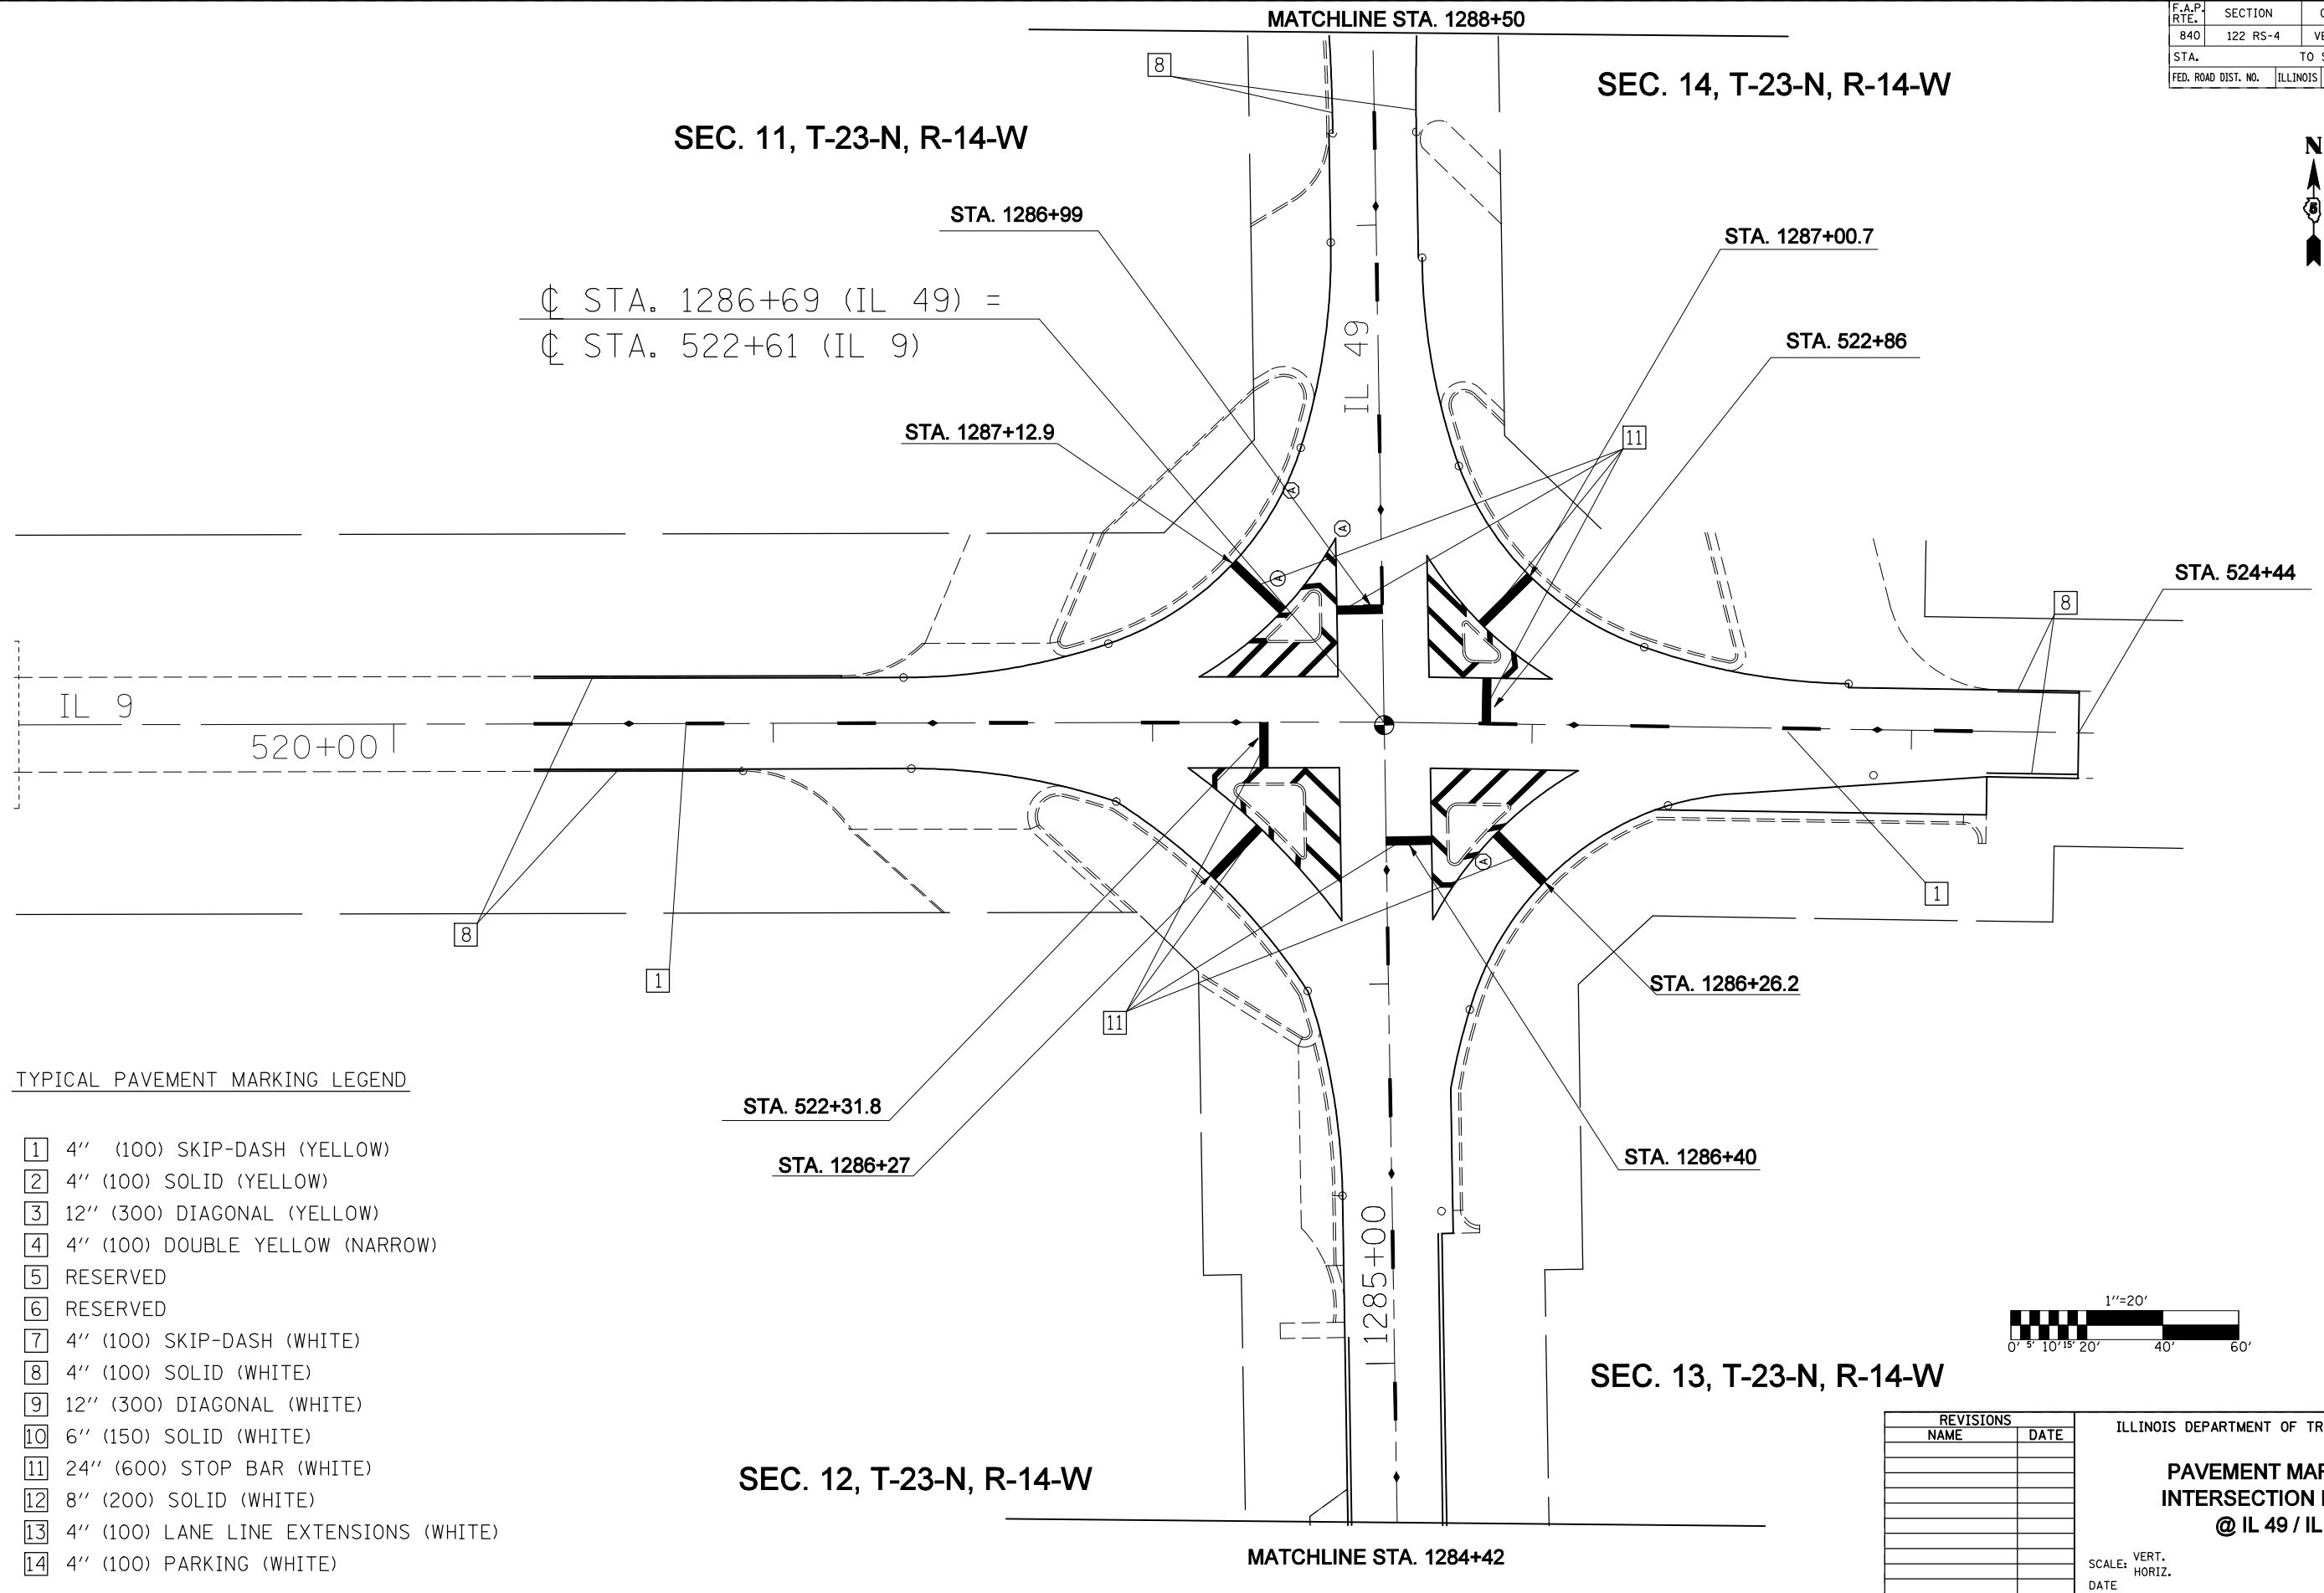 MATCHLINE STA. 1288+50
F.A.P. RTE. SECTION
840 122 RS-4
STA. TO
FED. ROAD DIST. NO. ILLINOIS
8
SEC. 14, T-23-N, R-14-W
SEC. 11, T-23-N, R-14-W
N
5
STA. 1286+99
STA. 1287+00.7
℄ STA. 1286+69 (IL 49) =
℄ STA. 522+61 (IL 9)
IL 49
STA. 522+86
STA. 1287+12.9
11
A
A
A
STA. 524+44
8
IL 9
520+00
A
8
1
1
11
STA. 1286+26.2
TYPICAL PAVEMENT MARKING LEGEND
STA. 522+31.8
STA. 1286+27
STA. 1286+40
1 4" (100) SKIP-DASH (YELLOW)
2 4" (100) SOLID (YELLOW)
3 12" (300) DIAGONAL (YELLOW)
4 4" (100) DOUBLE YELLOW (NARROW)
5 RESERVED
6 RESERVED
7 4" (100) SKIP-DASH (WHITE)
8 4" (100) SOLID (WHITE)
9 12" (300) DIAGONAL (WHITE)
10 6" (150) SOLID (WHITE)
11 24" (600) STOP BAR (WHITE)
12 8" (200) SOLID (WHITE)
13 4" (100) LANE LINE EXTENSIONS (WHITE)
14 4" (100) PARKING (WHITE)
1285+00
1"=20'
0' 5' 10' 15' 20' 40' 60'
SEC. 13, T-23-N, R-14-W
SEC. 12, T-23-N, R-14-W
MATCHLINE STA. 1284+42
REVISIONS
NAME DATE
ILLINOIS DEPARTMENT OF
PAVEMENT
INTERSECTION
@ IL 49 / IL
SCALE: VERT.
HORIZ.
DATE